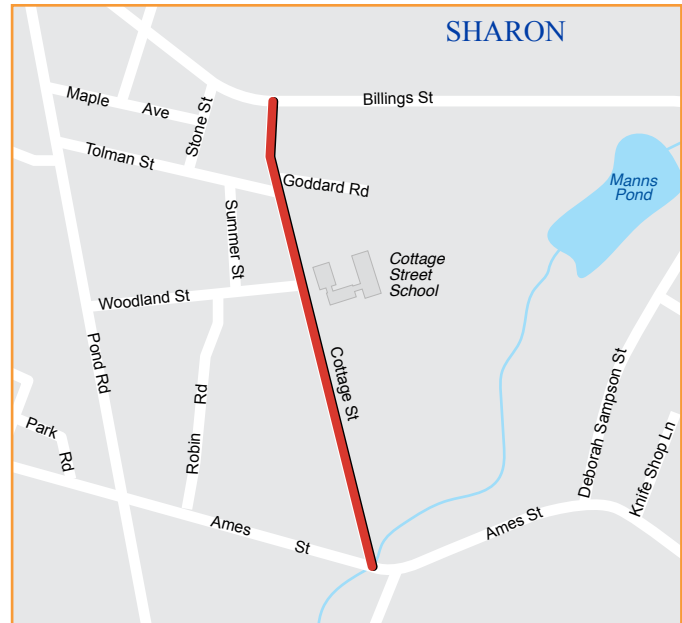 SHARON
Maple Ave
Stone St
Billings St
Tolman St
Goddard Rd
Manns
Pond
Summer St
Cottage
Street
School
Woodland St
Pond Rd
Cottage St
Deborah Sampson St
Park Rd
Robin Rd
Knife Shop Ln
Ames St
Ames St